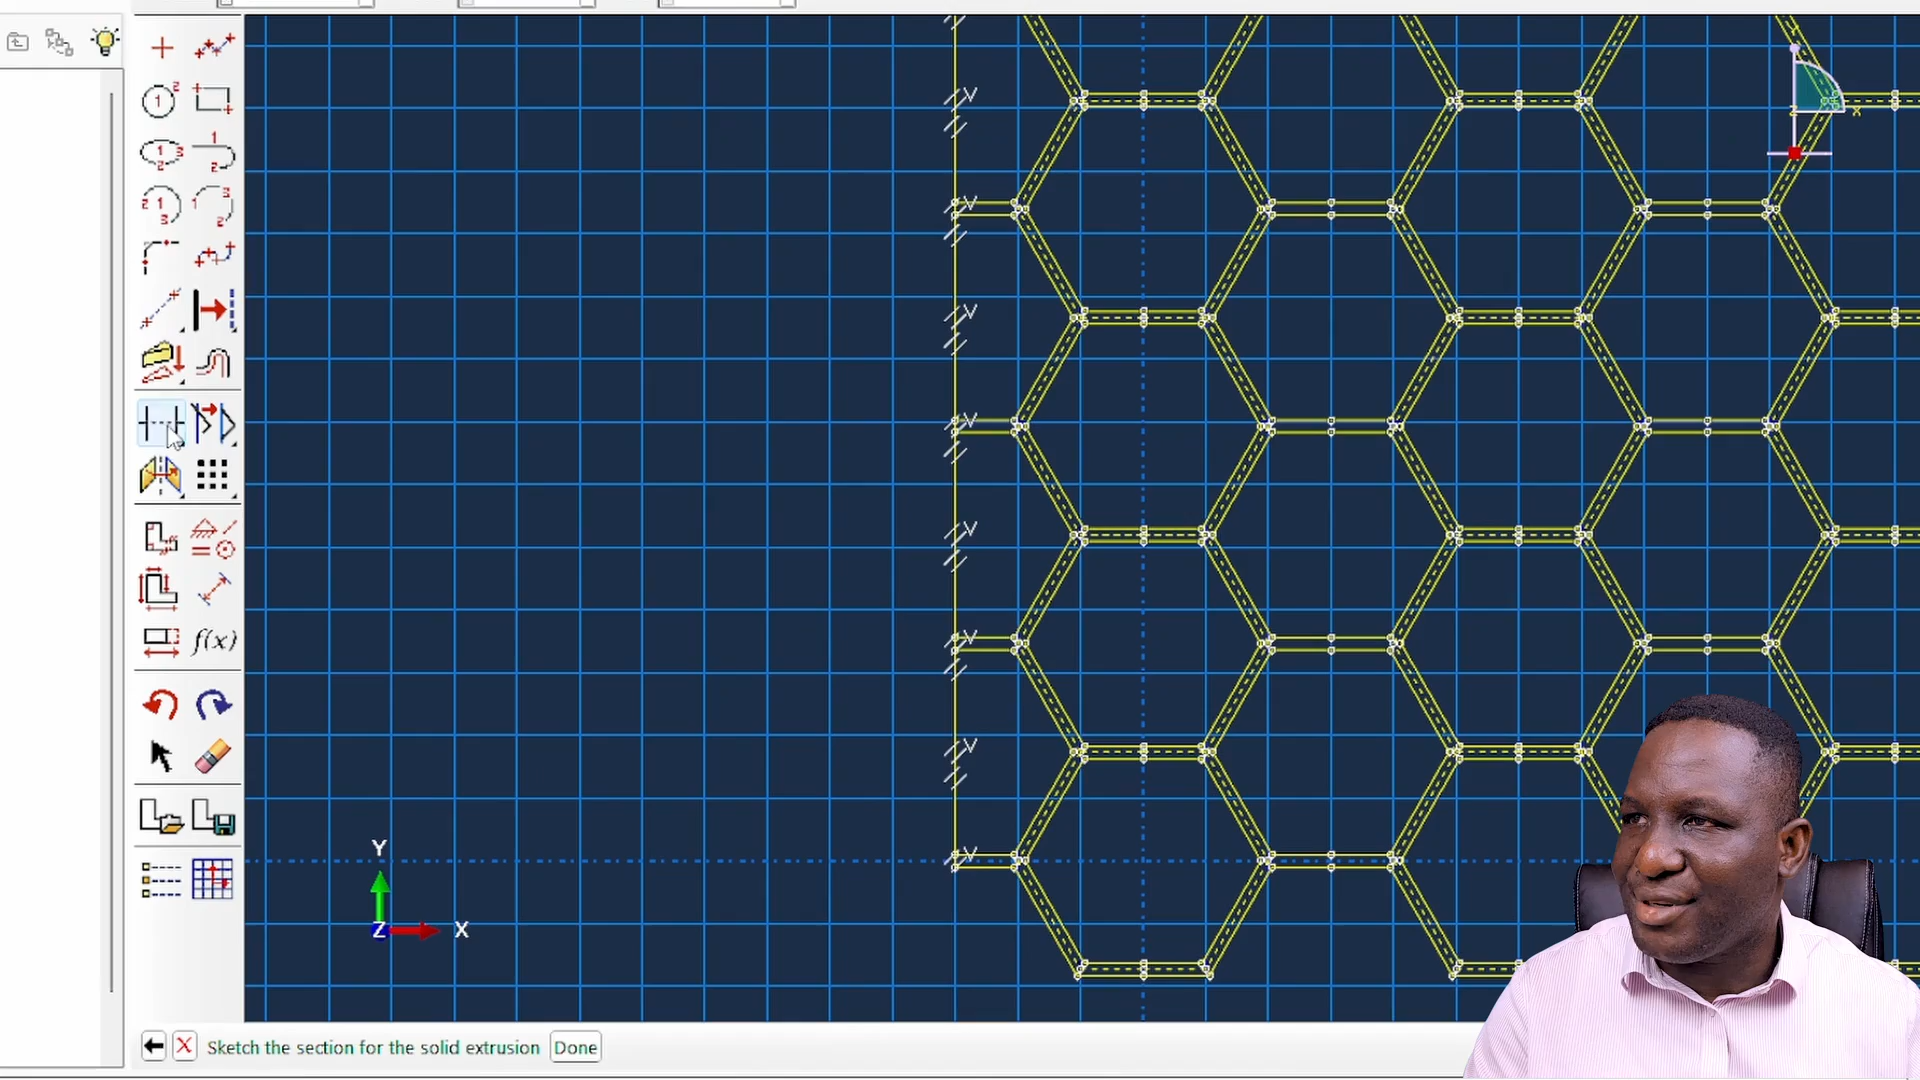 V
V
V
V
V
V
V
V
f(x)
Y
Z X
Sketch the section for the solid extrusion Done